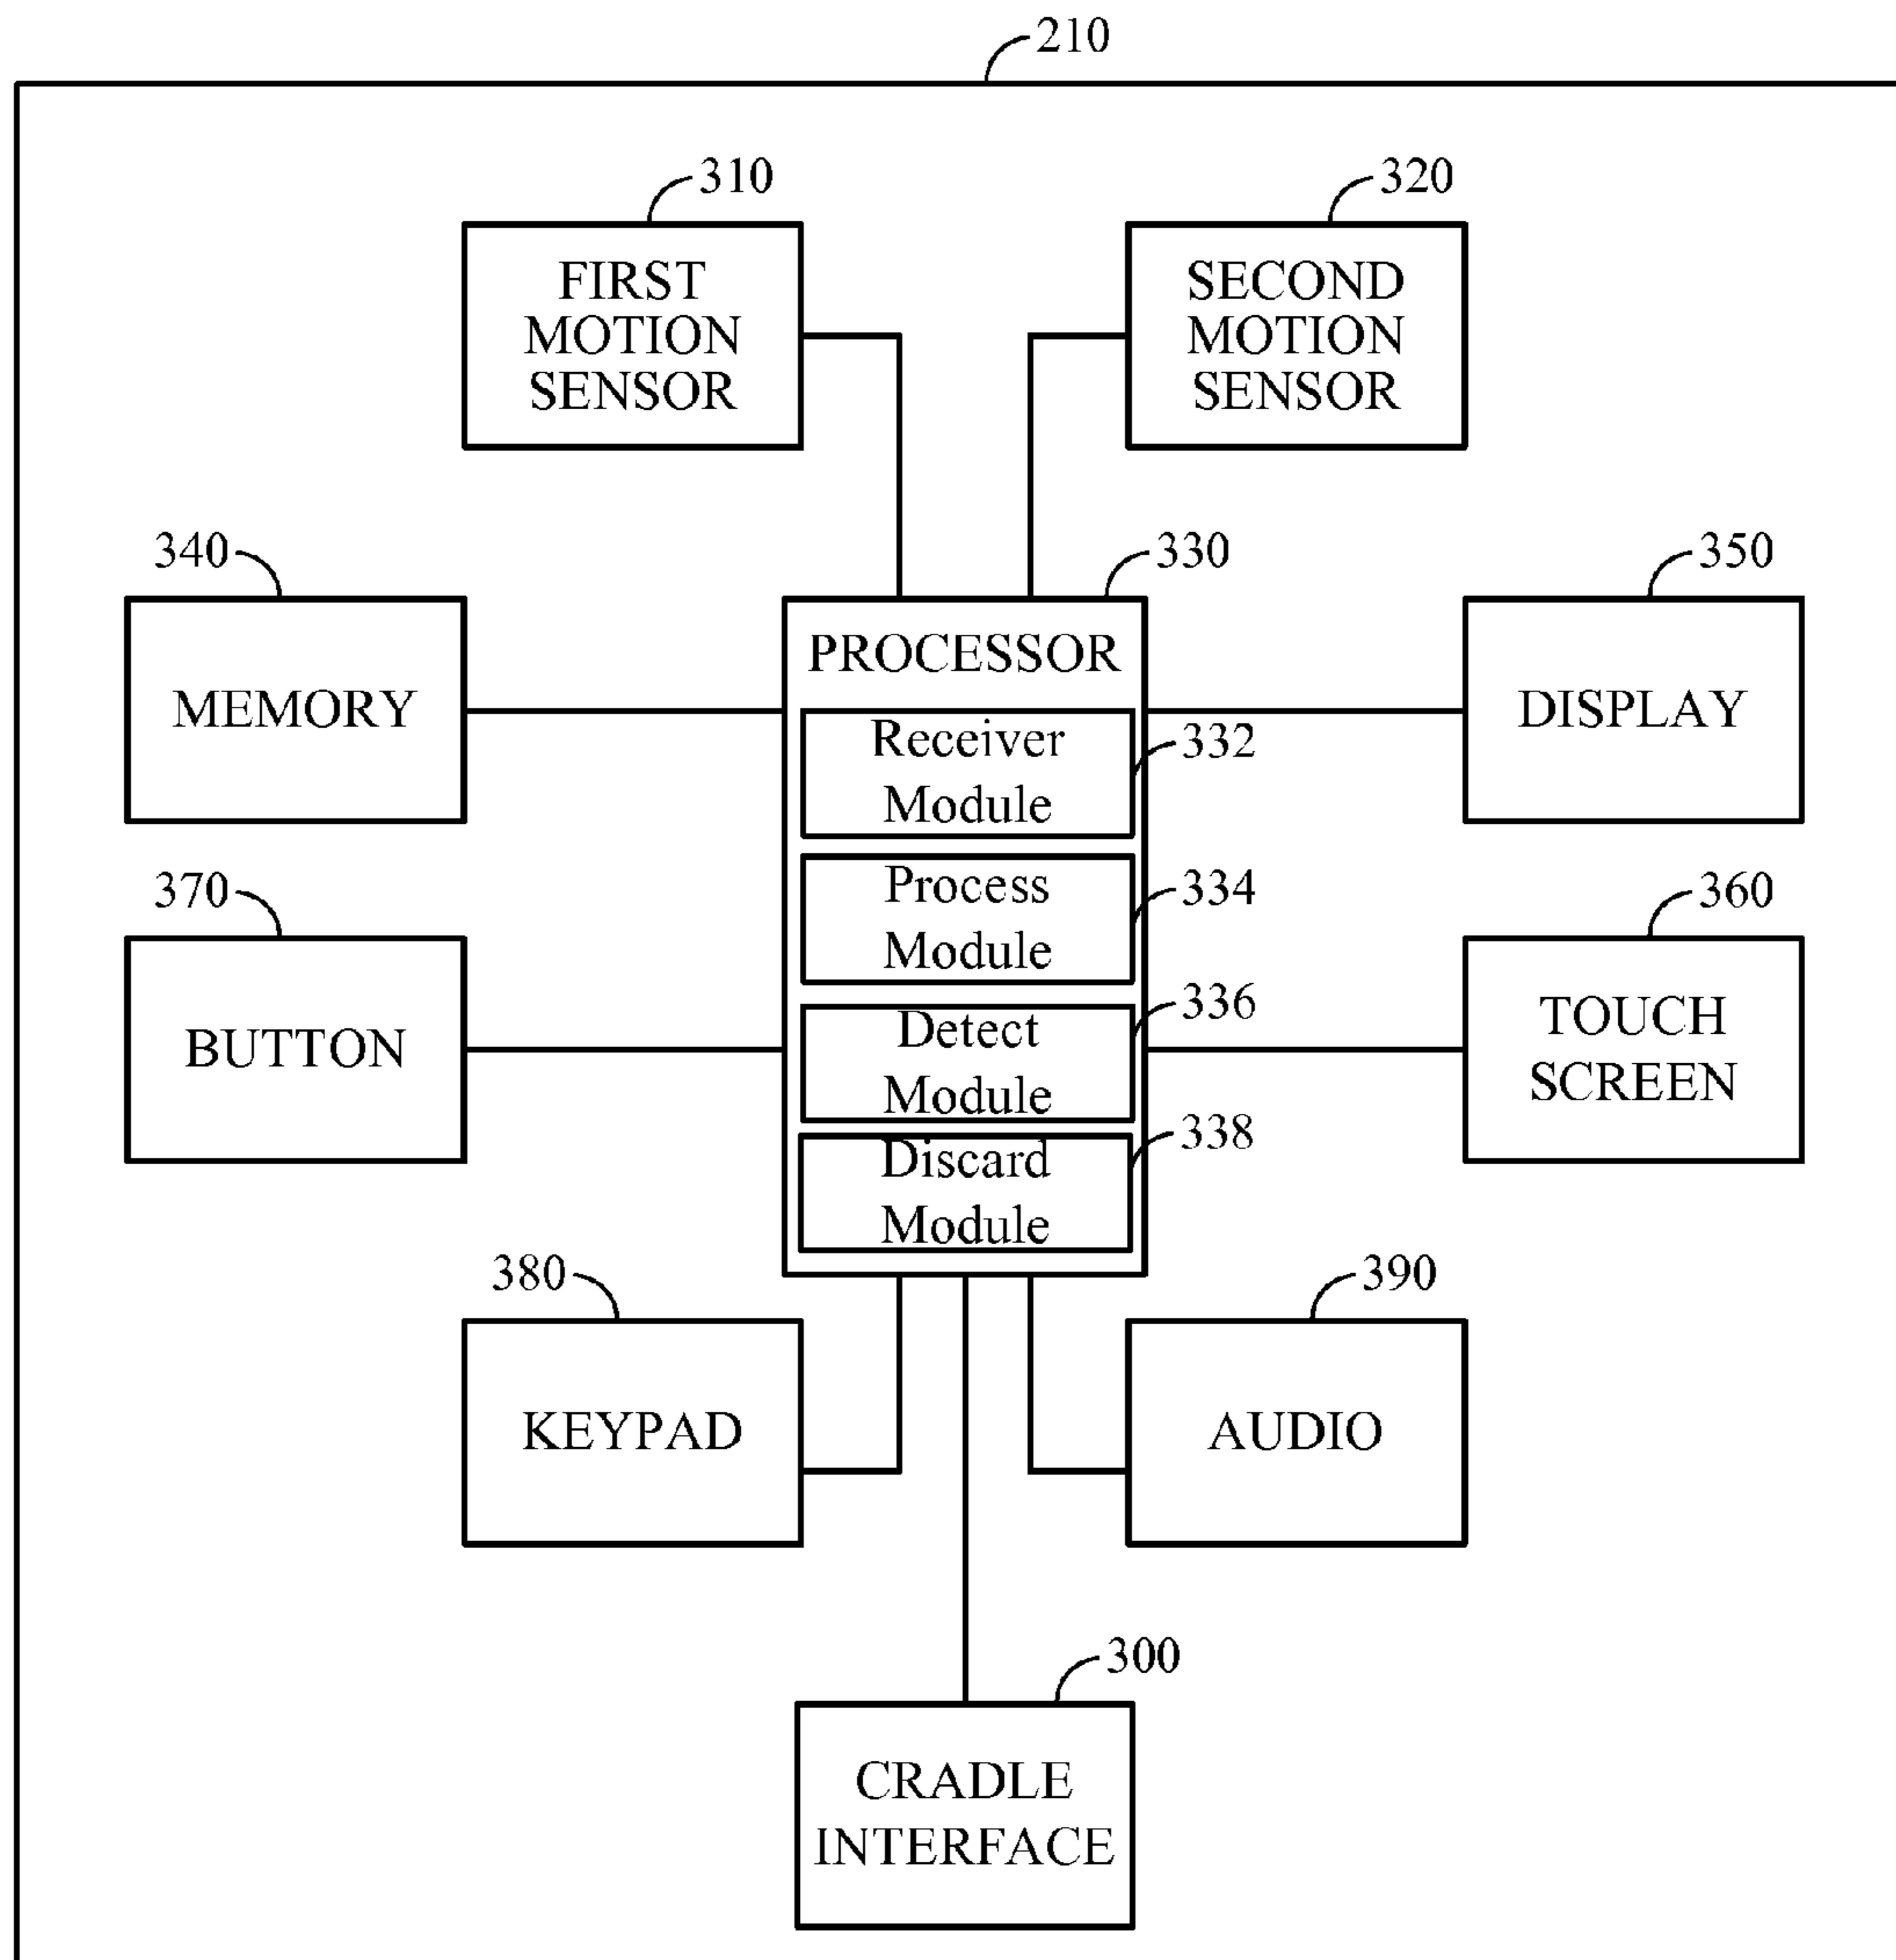 210
310
320
FIRST
MOTION
SENSOR
SECOND
MOTION
SENSOR
340
330
350
MEMORY
PROCESSOR
DISPLAY
Receiver
Module
332
370
Process
Module
334
360
BUTTON
Detect
Module
336
TOUCH
SCREEN
Discard
Module
338
380
390
KEYPAD
AUDIO
300
CRADLE
INTERFACE